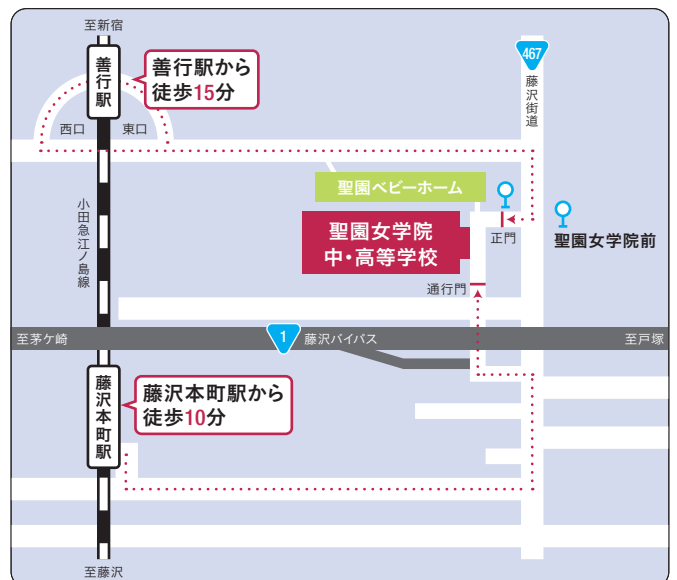 至新宿
善行駅
善行駅から
徒歩15分
467
藤沢街道
西口
東口
聖園ベビーホーム
小田急江ノ島線
聖園女学院
中・高等学校
正門
聖園女学院前
通行門
至茅ケ崎
1
藤沢バイパス
至戸塚
藤沢本町駅
藤沢本町駅から
徒歩10分
至藤沢